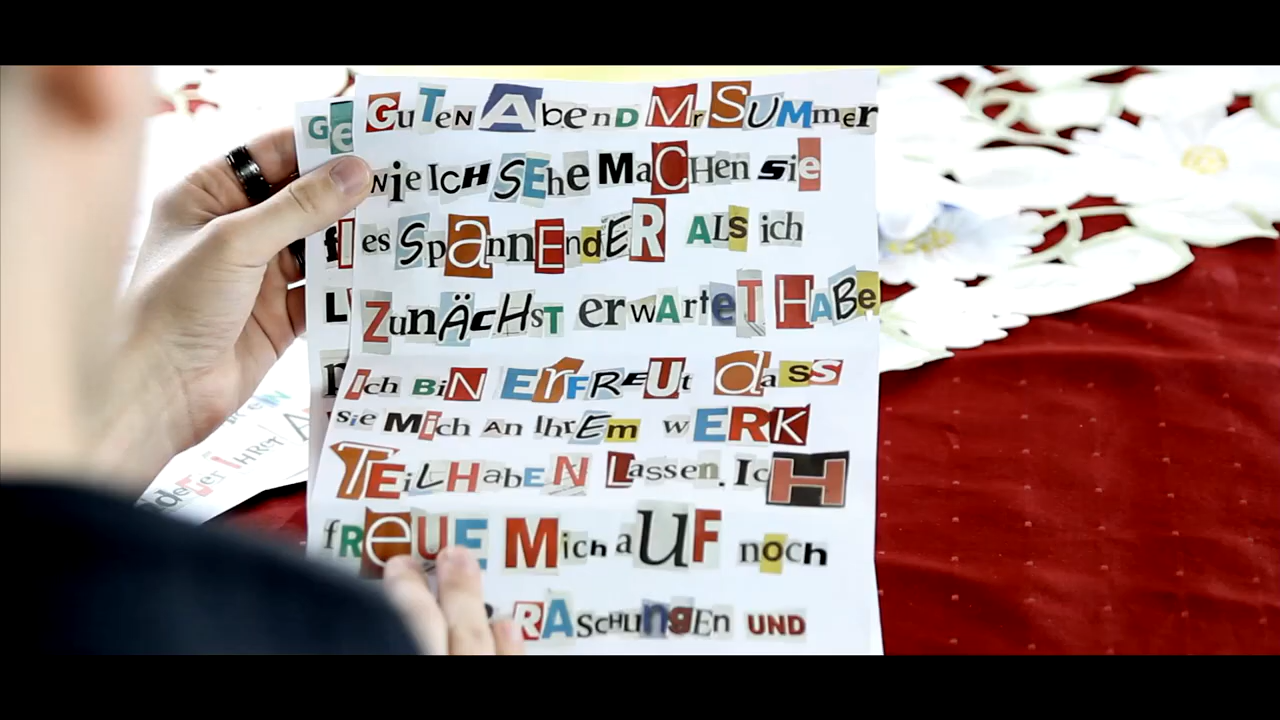 GuTEN AbenD Mr SUMMer
wie ICH SEhe MaCHen sie
es SpannEndER ALs ich
ZunÄCHsT erwArteT HABe
Ich BiN ErFREUt dass
sie Mich An IhrEm wERK
TEiLHabEN Lassen. IcH
fREUE Mich aUF noch
RAscHungEn UND